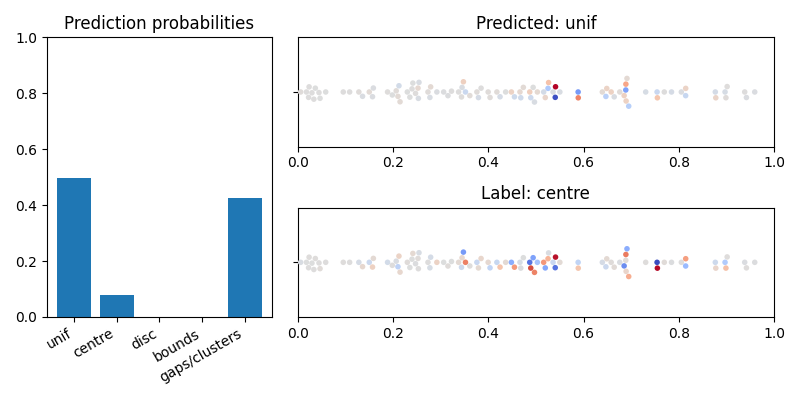 Prediction probabilities
1.0
0.8
0.6
0.4
0.2
0.0
unif
centre
disc
bounds
gaps/clusters
Predicted: unif
0.0 0.2 0.4 0.6 0.8 1.0
Label: centre
0.0 0.2 0.4 0.6 0.8 1.0